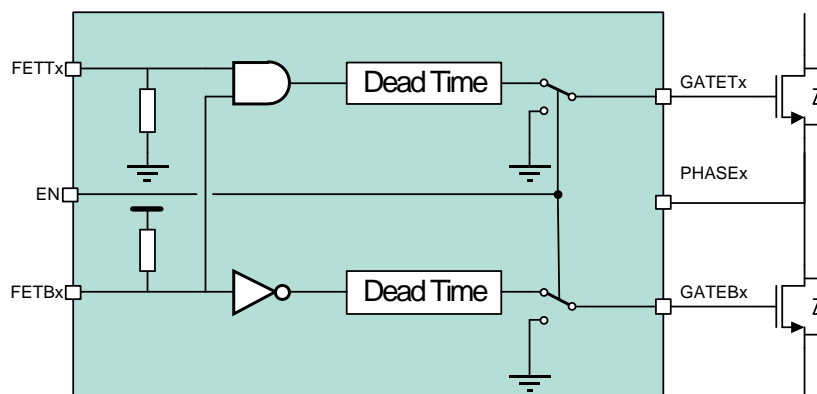 FETTx
Dead Time
GATETx
EN
PHASEx
FETBx
Dead Time
GATEBx